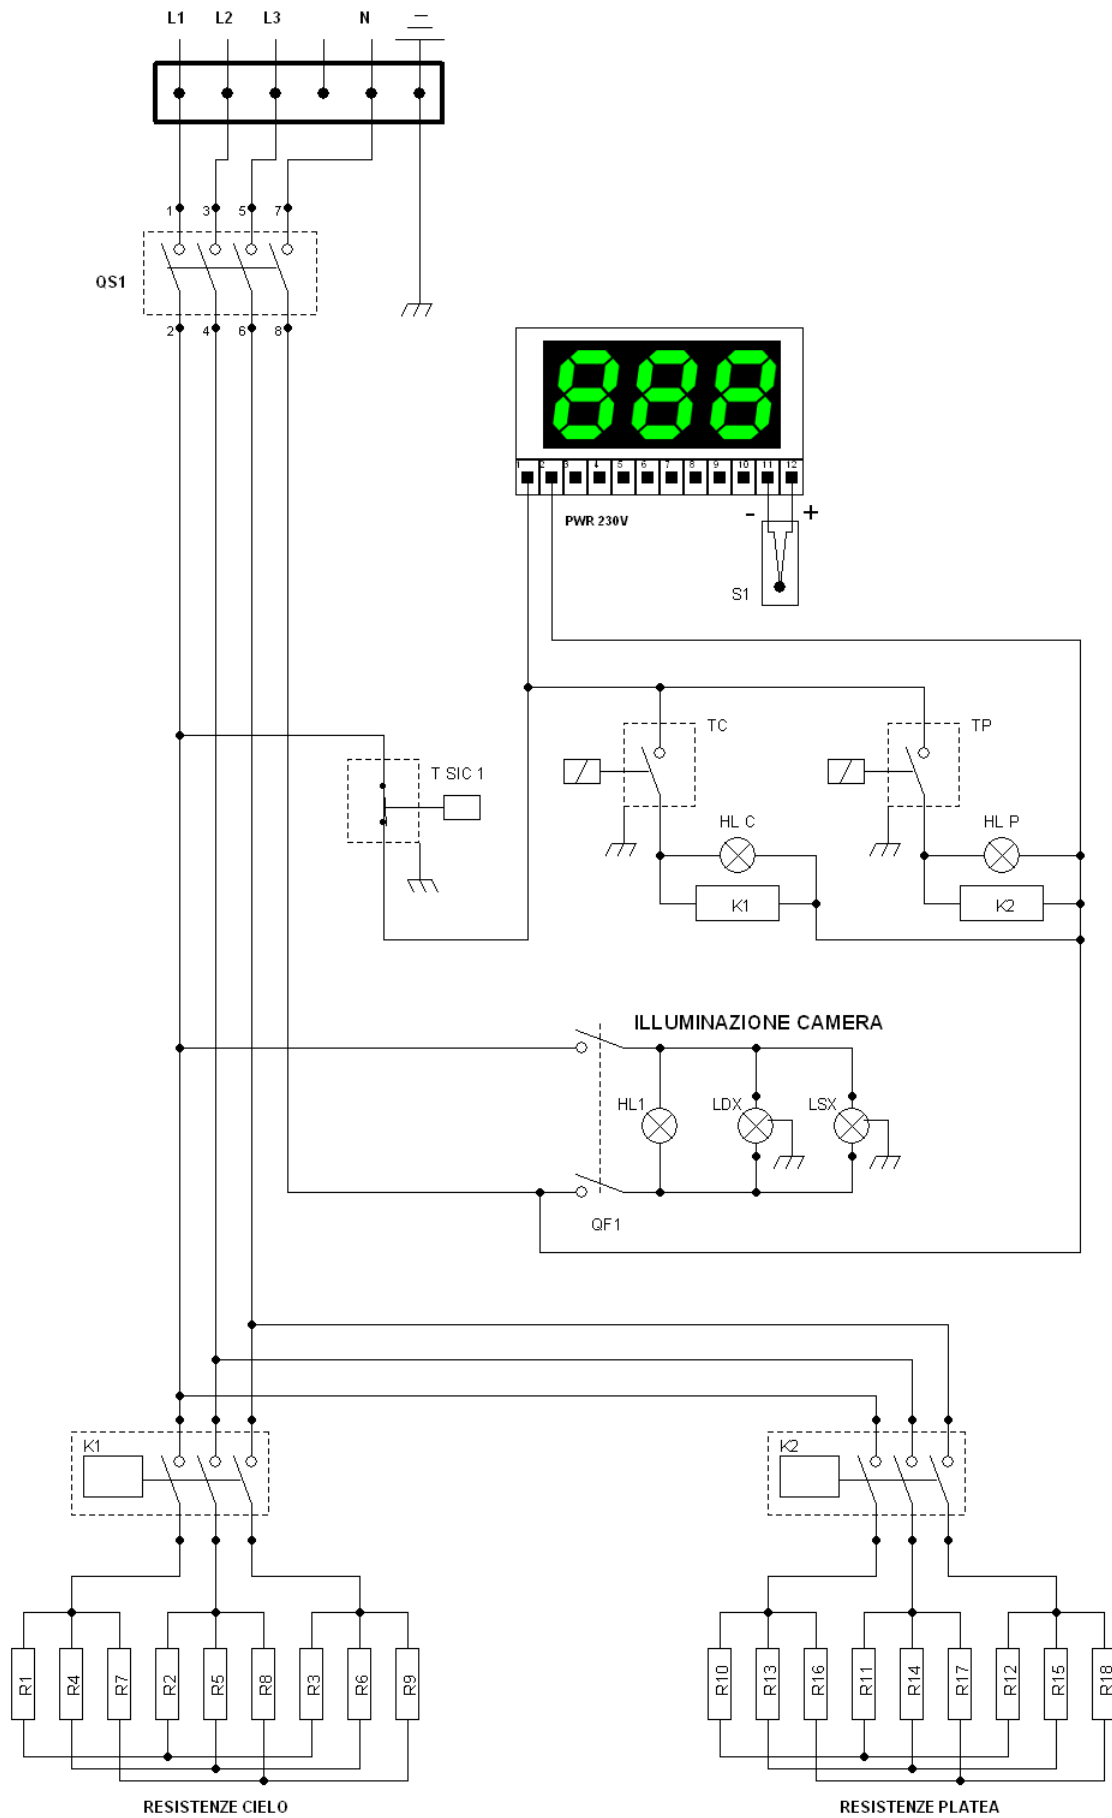 L1 L2 L3 N
1 3 5 7
QS1
2 4 6 8
888
1 2 3 4 5 6 7 8 9 10 11 12
PWR 230V
- +
S1
TC TP
T SIC 1
HL C HL P
K1 K2
ILLUMINAZIONE CAMERA
HL1 LDX LSX
QF1
K1 K2
R1 R4 R7 R2 R5 R8 R3 R6 R9
R10 R13 R16 R11 R14 R17 R12 R15 R18
RESISTENZE CIELO RESISTENZE PLATEA